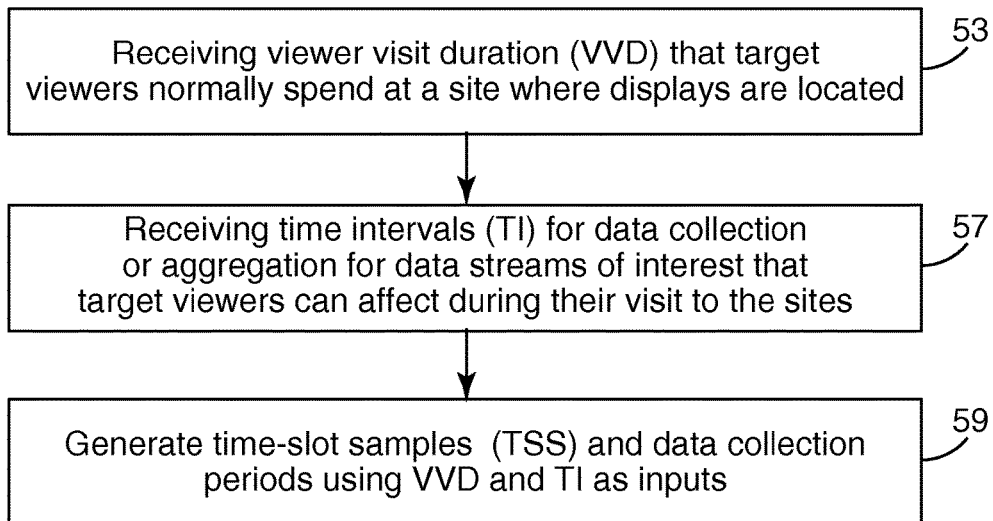 Receiving viewer visit duration (VVD) that target
viewers normally spend at a site where displays are located
53
Receiving time intervals (TI) for data collection
or aggregation for data streams of interest that
target viewers can affect during their visit to the sites
57
Generate time-slot samples (TSS) and data collection
periods using VVD and TI as inputs
59